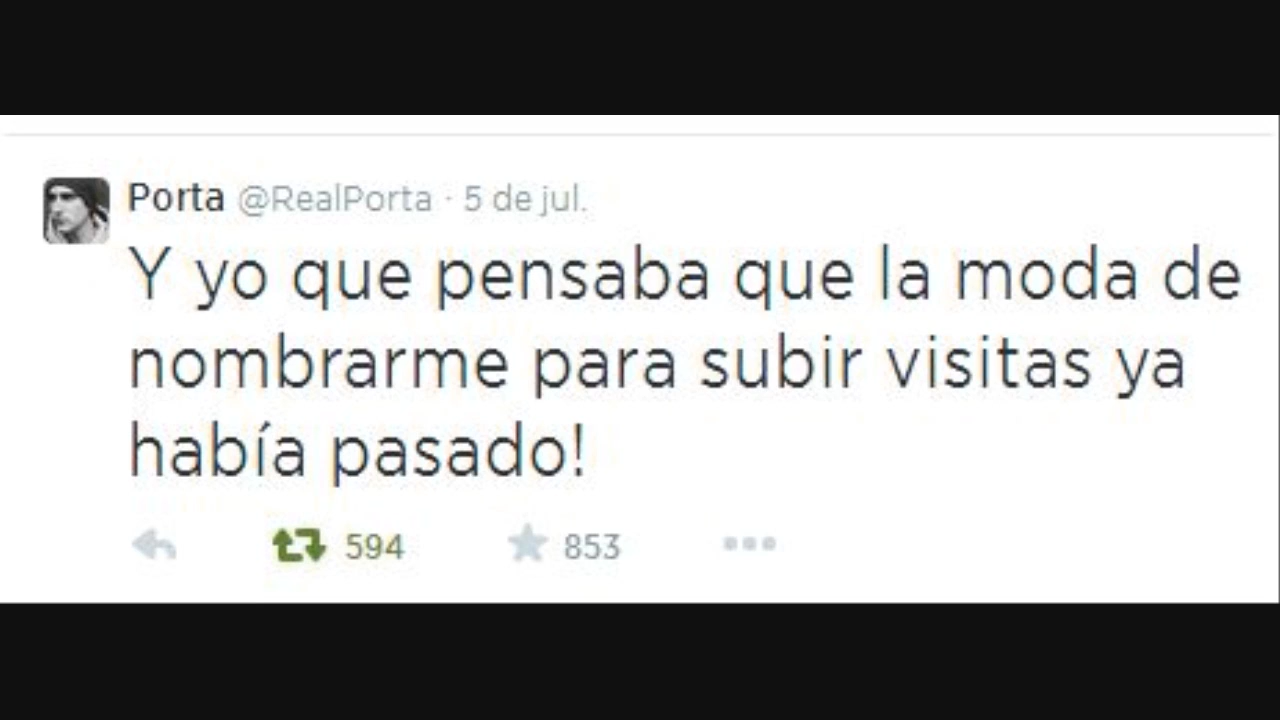 Porta @RealPorta · 5 de jul.
Y yo que pensaba que la moda de
nombrarme para subir visitas ya
había pasado!
594 853